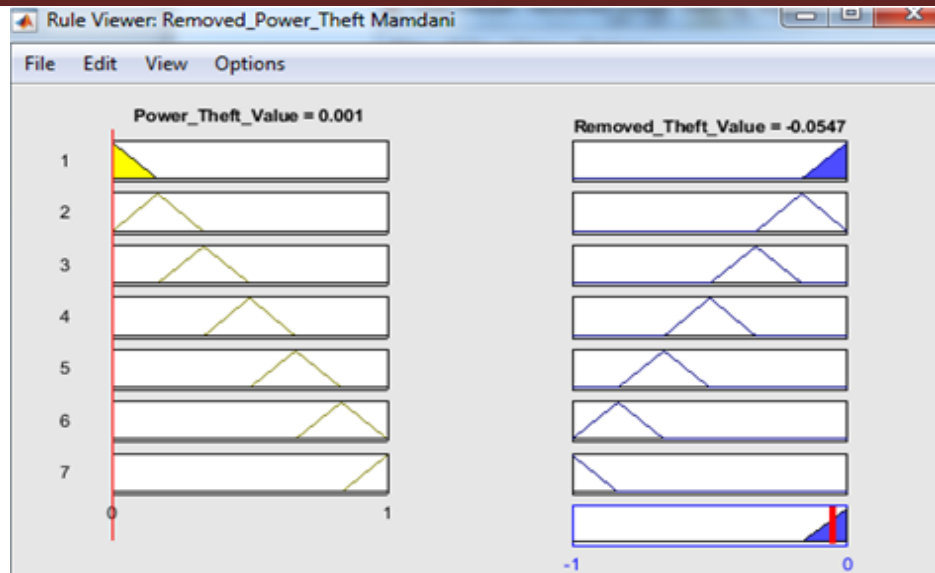 Rule Viewer: Removed_Power_Theft Mamdani
File Edit View Options
Power_Theft_Value = 0.001
Removed_Theft_Value = -0.0547
1
2
3
4
5
6
7
0 1
-1 0